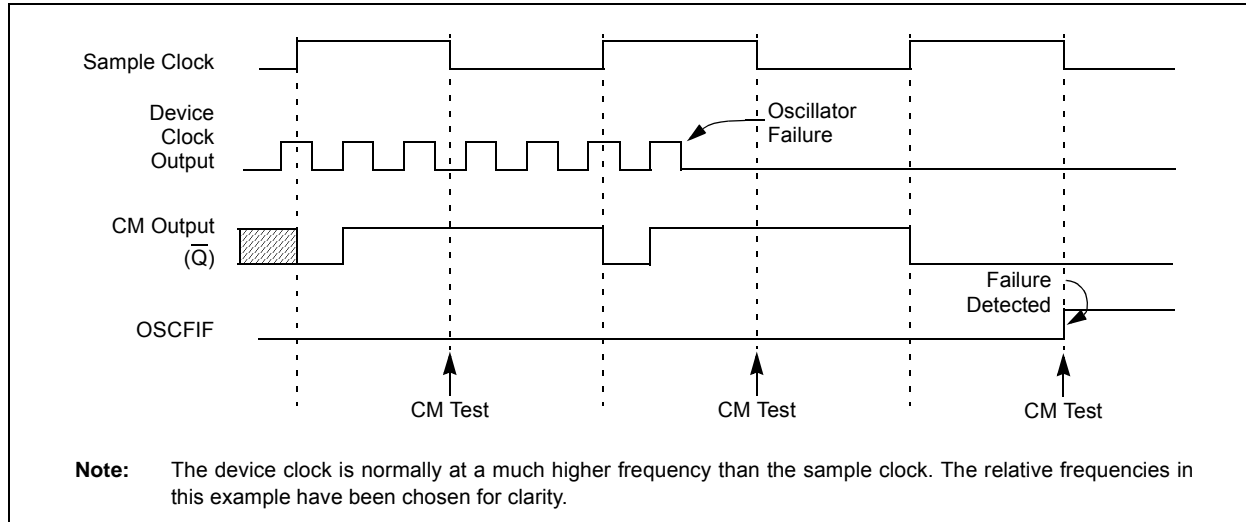 Sample Clock
Device
Clock
Output
Oscillator
Failure
CM Output
(Q̅)
Failure
Detected
OSCFIF
CM Test
CM Test
CM Test
Note: The device clock is normally at a much higher frequency than the sample clock. The relative frequencies in
this example have been chosen for clarity.